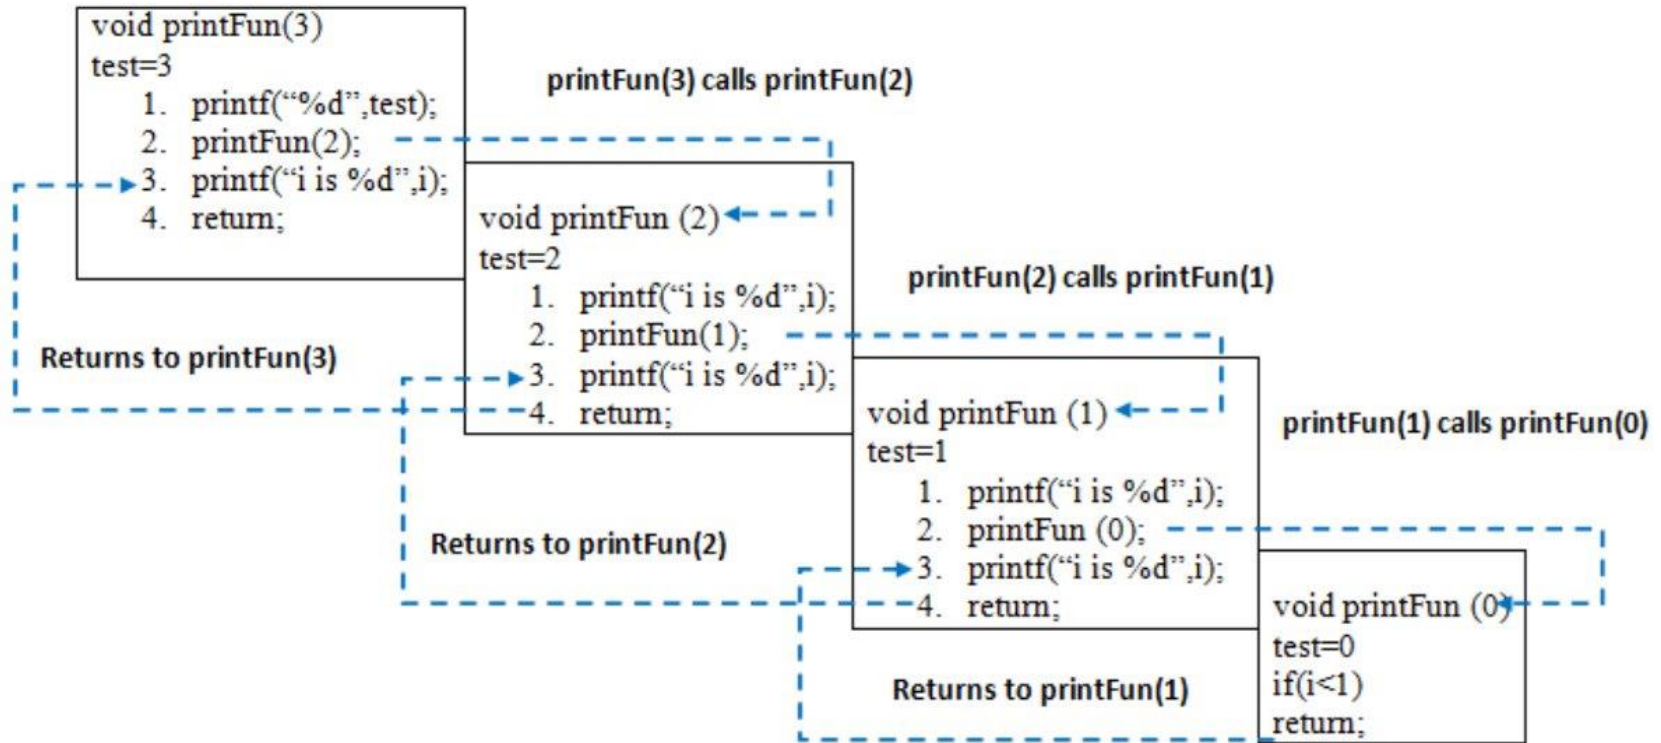 void printFun(3)
test=3
1. printf(“%d”,test);
2. printFun(2);
3. printf(“i is %d”,i);
4. return;
printFun(3) calls printFun(2)
void printFun (2)
test=2
1. printf(“i is %d”,i);
2. printFun(1);
3. printf(“i is %d”,i);
4. return;
Returns to printFun(3)
printFun(2) calls printFun(1)
void printFun (1)
test=1
1. printf(“i is %d”,i);
2. printFun (0);
3. printf(“i is %d”,i);
4. return;
Returns to printFun(2)
printFun(1) calls printFun(0)
void printFun (0)
test=0
if(i<1)
return;
Returns to printFun(1)